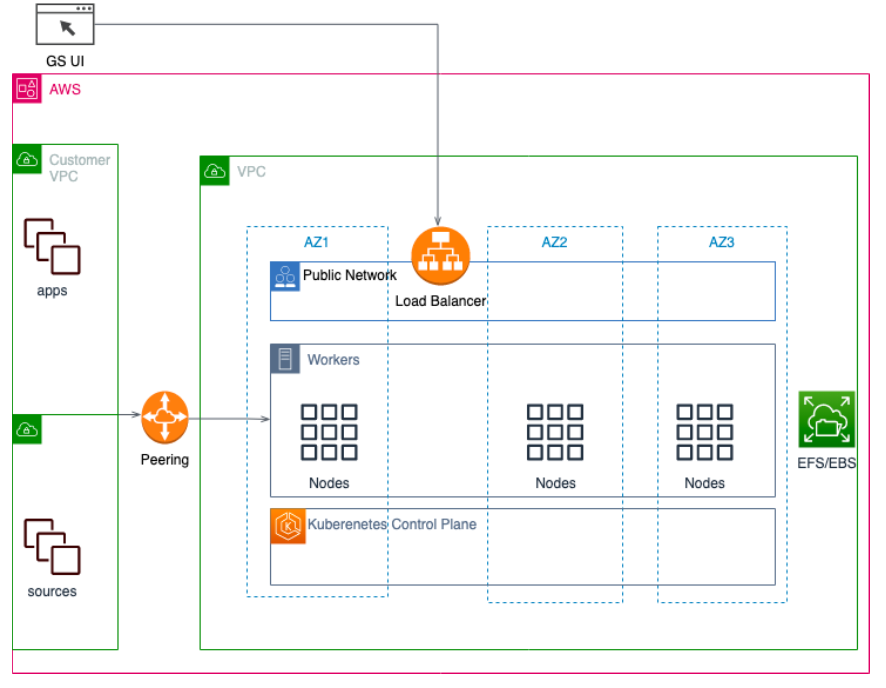 GS UI
AWS
Customer
VPC
VPC
AZ1
AZ2
AZ3
Public Network
Load Balancer
apps
Workers
Peering
Nodes
Nodes
Nodes
EFS/EBS
Kuberenetes Control Plane
sources